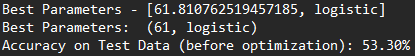 Best Parameters - [61.810762519457185, logistic]
Best Parameters:  (61, logistic)
Accuracy on Test Data (before optimization): 53.30%